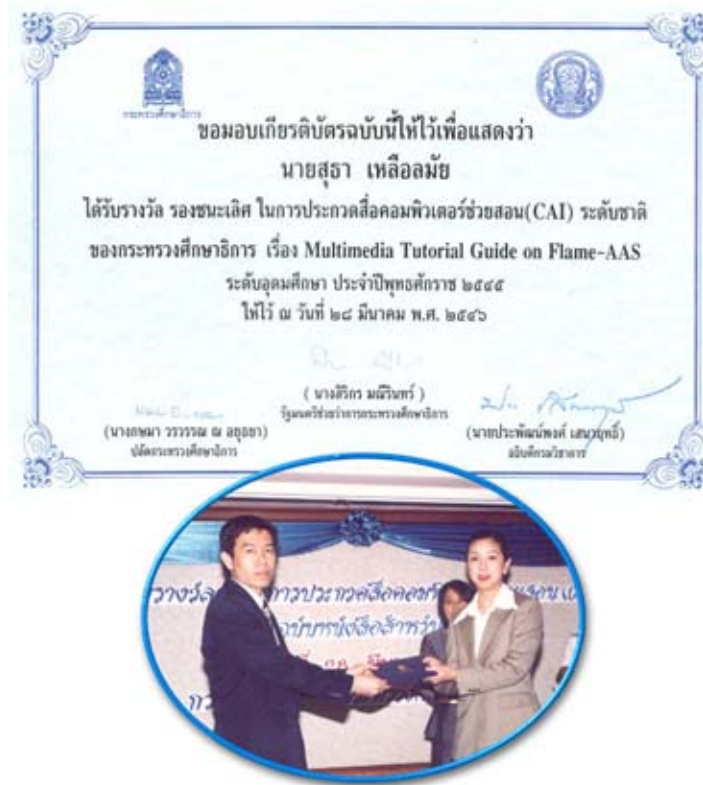 กระทรวงศึกษาธิการ
ขอมอบเกียรติบัตรฉบับนี้ให้ไว้เพื่อแสดงว่า
นายสุธา เหลือลมัย
ได้รับรางวัล รองชนะเลิศ ในการประกวดสื่อคอมพิวเตอร์ช่วยสอน(CAI) ระดับชาติ
ของกระทรวงศึกษาธิการ เรื่อง Multimedia Tutorial Guide on Flame-AAS
ระดับอุดมศึกษา ประจำปีพุทธศักราช ๒๕๔๕
ให้ไว้ ณ วันที่ ๒๘ มีนาคม พ.ศ. ๒๕๔๖
( นางสิริกร มณีรินทร์ )
รัฐมนตรีช่วยว่าการกระทรวงศึกษาธิการ
(นางกษมา วรวรรณ ณ อยุธยา)
ปลัดกระทรวงศึกษาธิการ
(นายประพัฒน์พงศ์ เสนาฤทธิ์)
อธิบดีกรมวิชาการ
การประกวดสื่อคอม